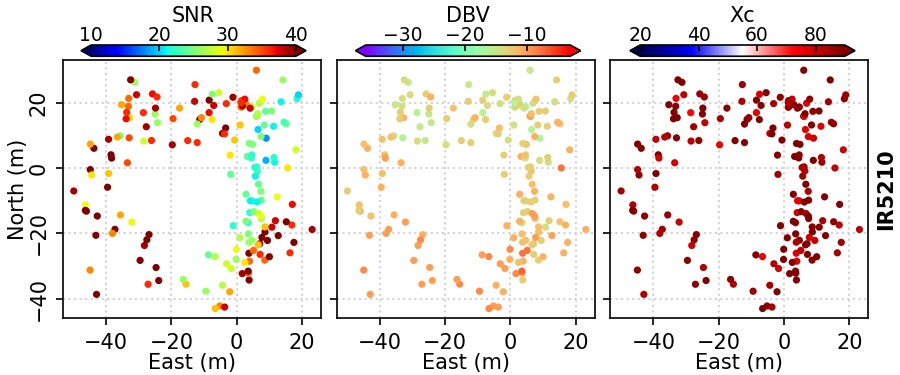 SNR DBV Xc
10 20 30 40 −30 −20 −10 20 40 60 80
20
0
−20
−40
North (m)
−40 −20 0 20 −40 −20 0 20 −40 −20 0 20
East (m) East (m) East (m)
IR5210